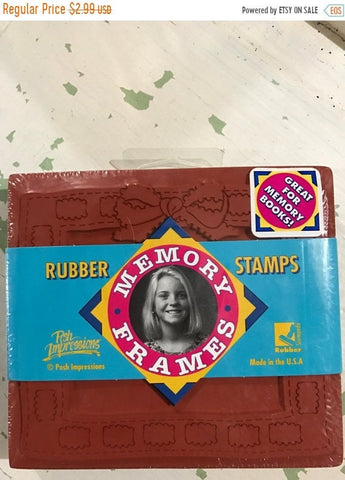 Regular Price $2.99 USD
Powered by ETSY ON SALE
EOS
GREAT
FOR
MEMORY
BOOKS!
RUBBER STAMPS
MEMORY
FRAMES
Posh
Impressions
© Posh Impressions
Rubber
Stampede
Made in the U.S.A